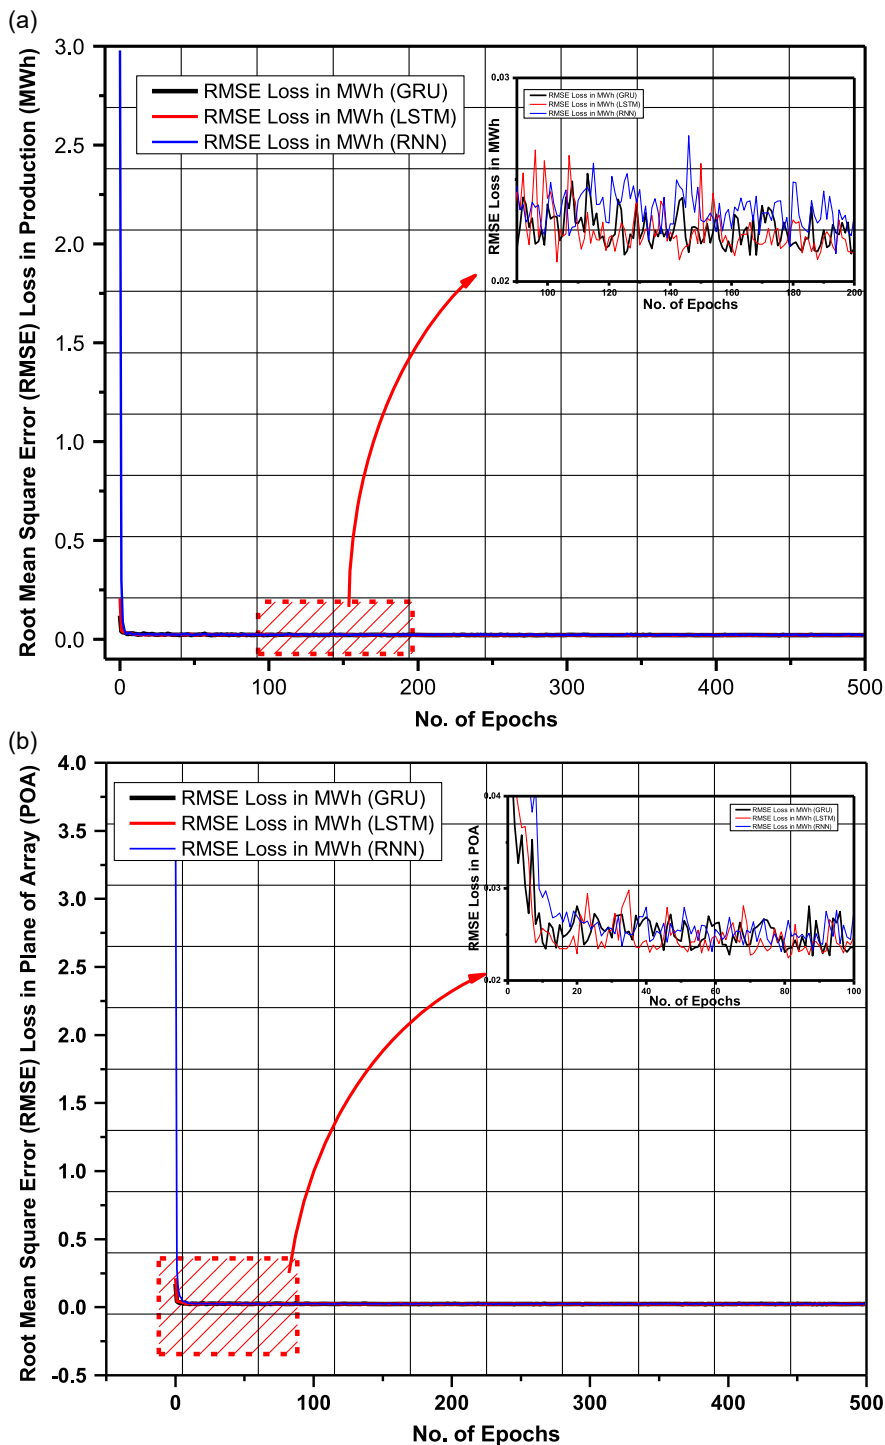 (a)
Root Mean Square Error (RMSE) Loss in Production (MWh)
3.0
2.5
2.0
1.5
1.0
0.5
0.0
RMSE Loss in MWh (GRU)
RMSE Loss in MWh (LSTM)
RMSE Loss in MWh (RNN)
RMSE Loss in MWh
0.03
0.02
RMSE Loss in MWh (GRU)
RMSE Loss in MWh (LSTM)
RMSE Loss in MWh (RNN)
100 120 140 160 180 200
No. of Epochs
0 100 200 300 400 500
No. of Epochs
(b)
Root Mean Square Error (RMSE) Loss in Plane of Array (POA)
4.0
3.5
3.0
2.5
2.0
1.5
1.0
0.5
0.0
-0.5
RMSE Loss in MWh (GRU)
RMSE Loss in MWh (LSTM)
RMSE Loss in MWh (RNN)
RMSE Loss in POA
0.04
0.03
0.02
RMSE Loss in MWh (GRU)
RMSE Loss in MWh (LSTM)
RMSE Loss in MWh (RNN)
0 20 40 60 80 100
No. of Epochs
0 100 200 300 400 500
No. of Epochs